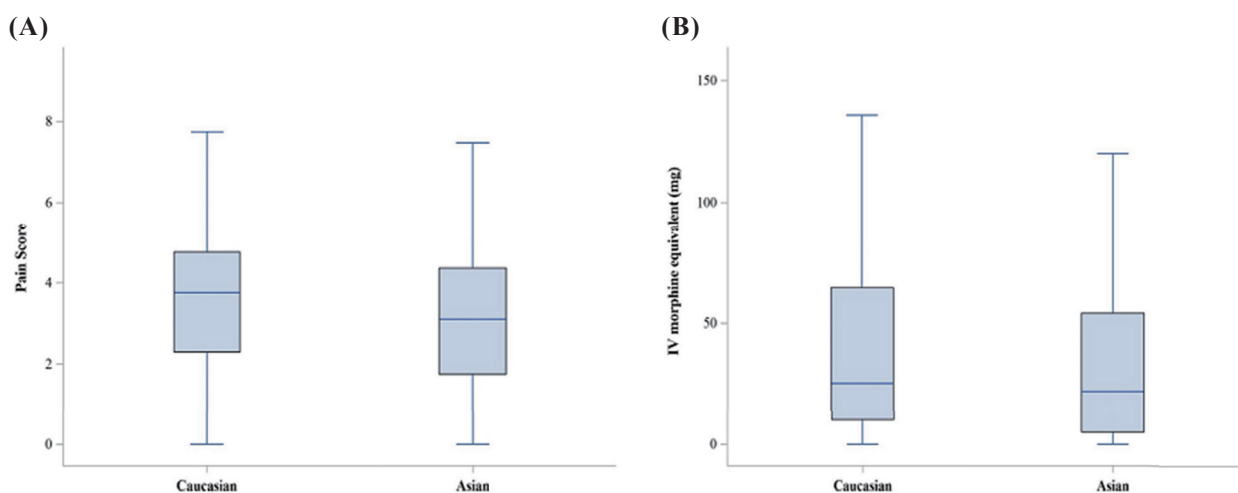 (A)
8
6
4
2
0
Pain Score
Caucasian
Asian
(B)
150
100
50
0
IV morphine equivalent (mg)
Caucasian
Asian